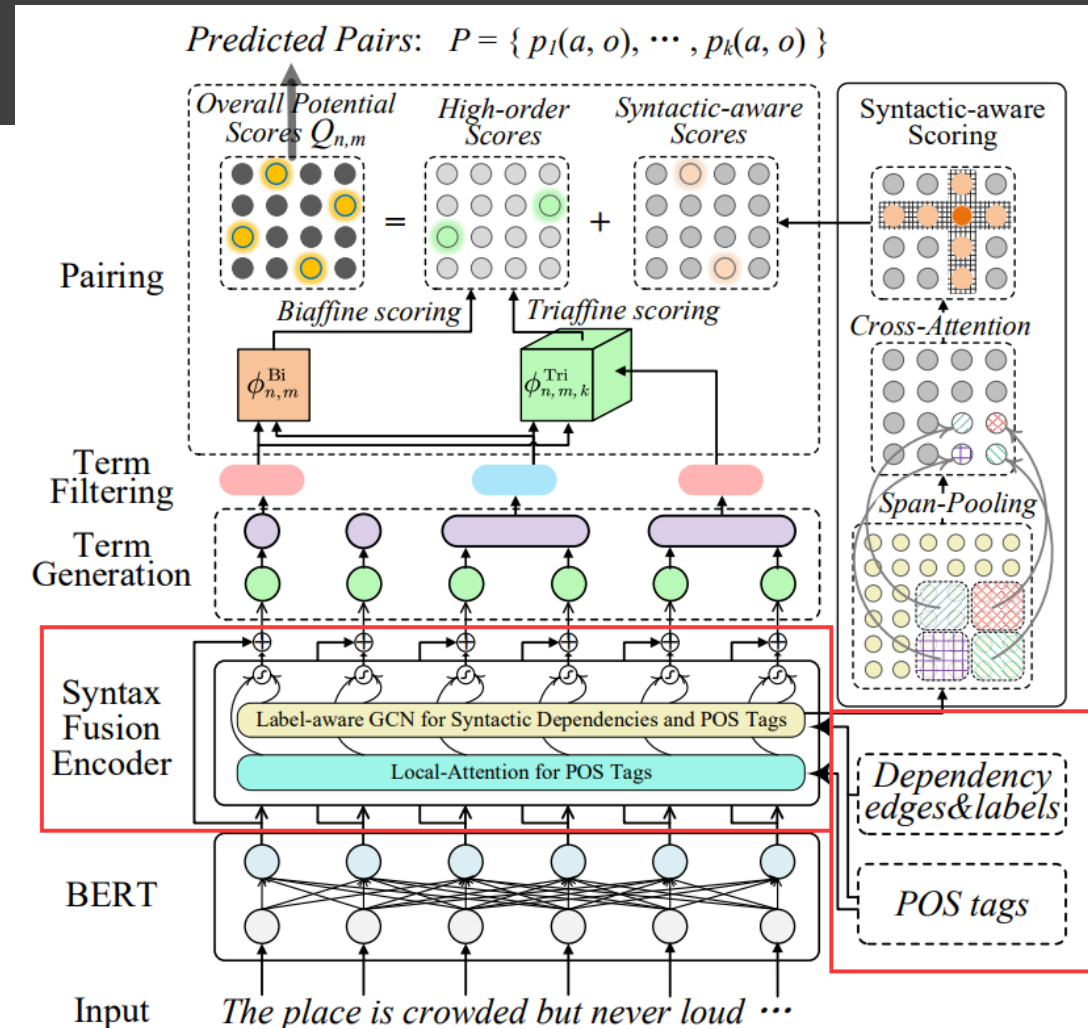 Predicted Pairs: P = { p1(a, o), ··· , pk(a, o) }
Overall Potential
Scores Qn,m
High-order
Scores
Syntactic-aware
Scores
=
+
Syntactic-aware
Scoring
Pairing
Biaffine scoring
Triaffine scoring
ϕ^Bi_n,m
ϕ^Tri_n,m,k
Cross-Attention
Span-Pooling
Term
Filtering
Term
Generation
Syntax
Fusion
Encoder
Label-aware GCN for Syntactic Dependencies and POS Tags
Local-Attention for POS Tags
Dependency
edges&labels
POS tags
BERT
Input
The place is crowded but never loud ···